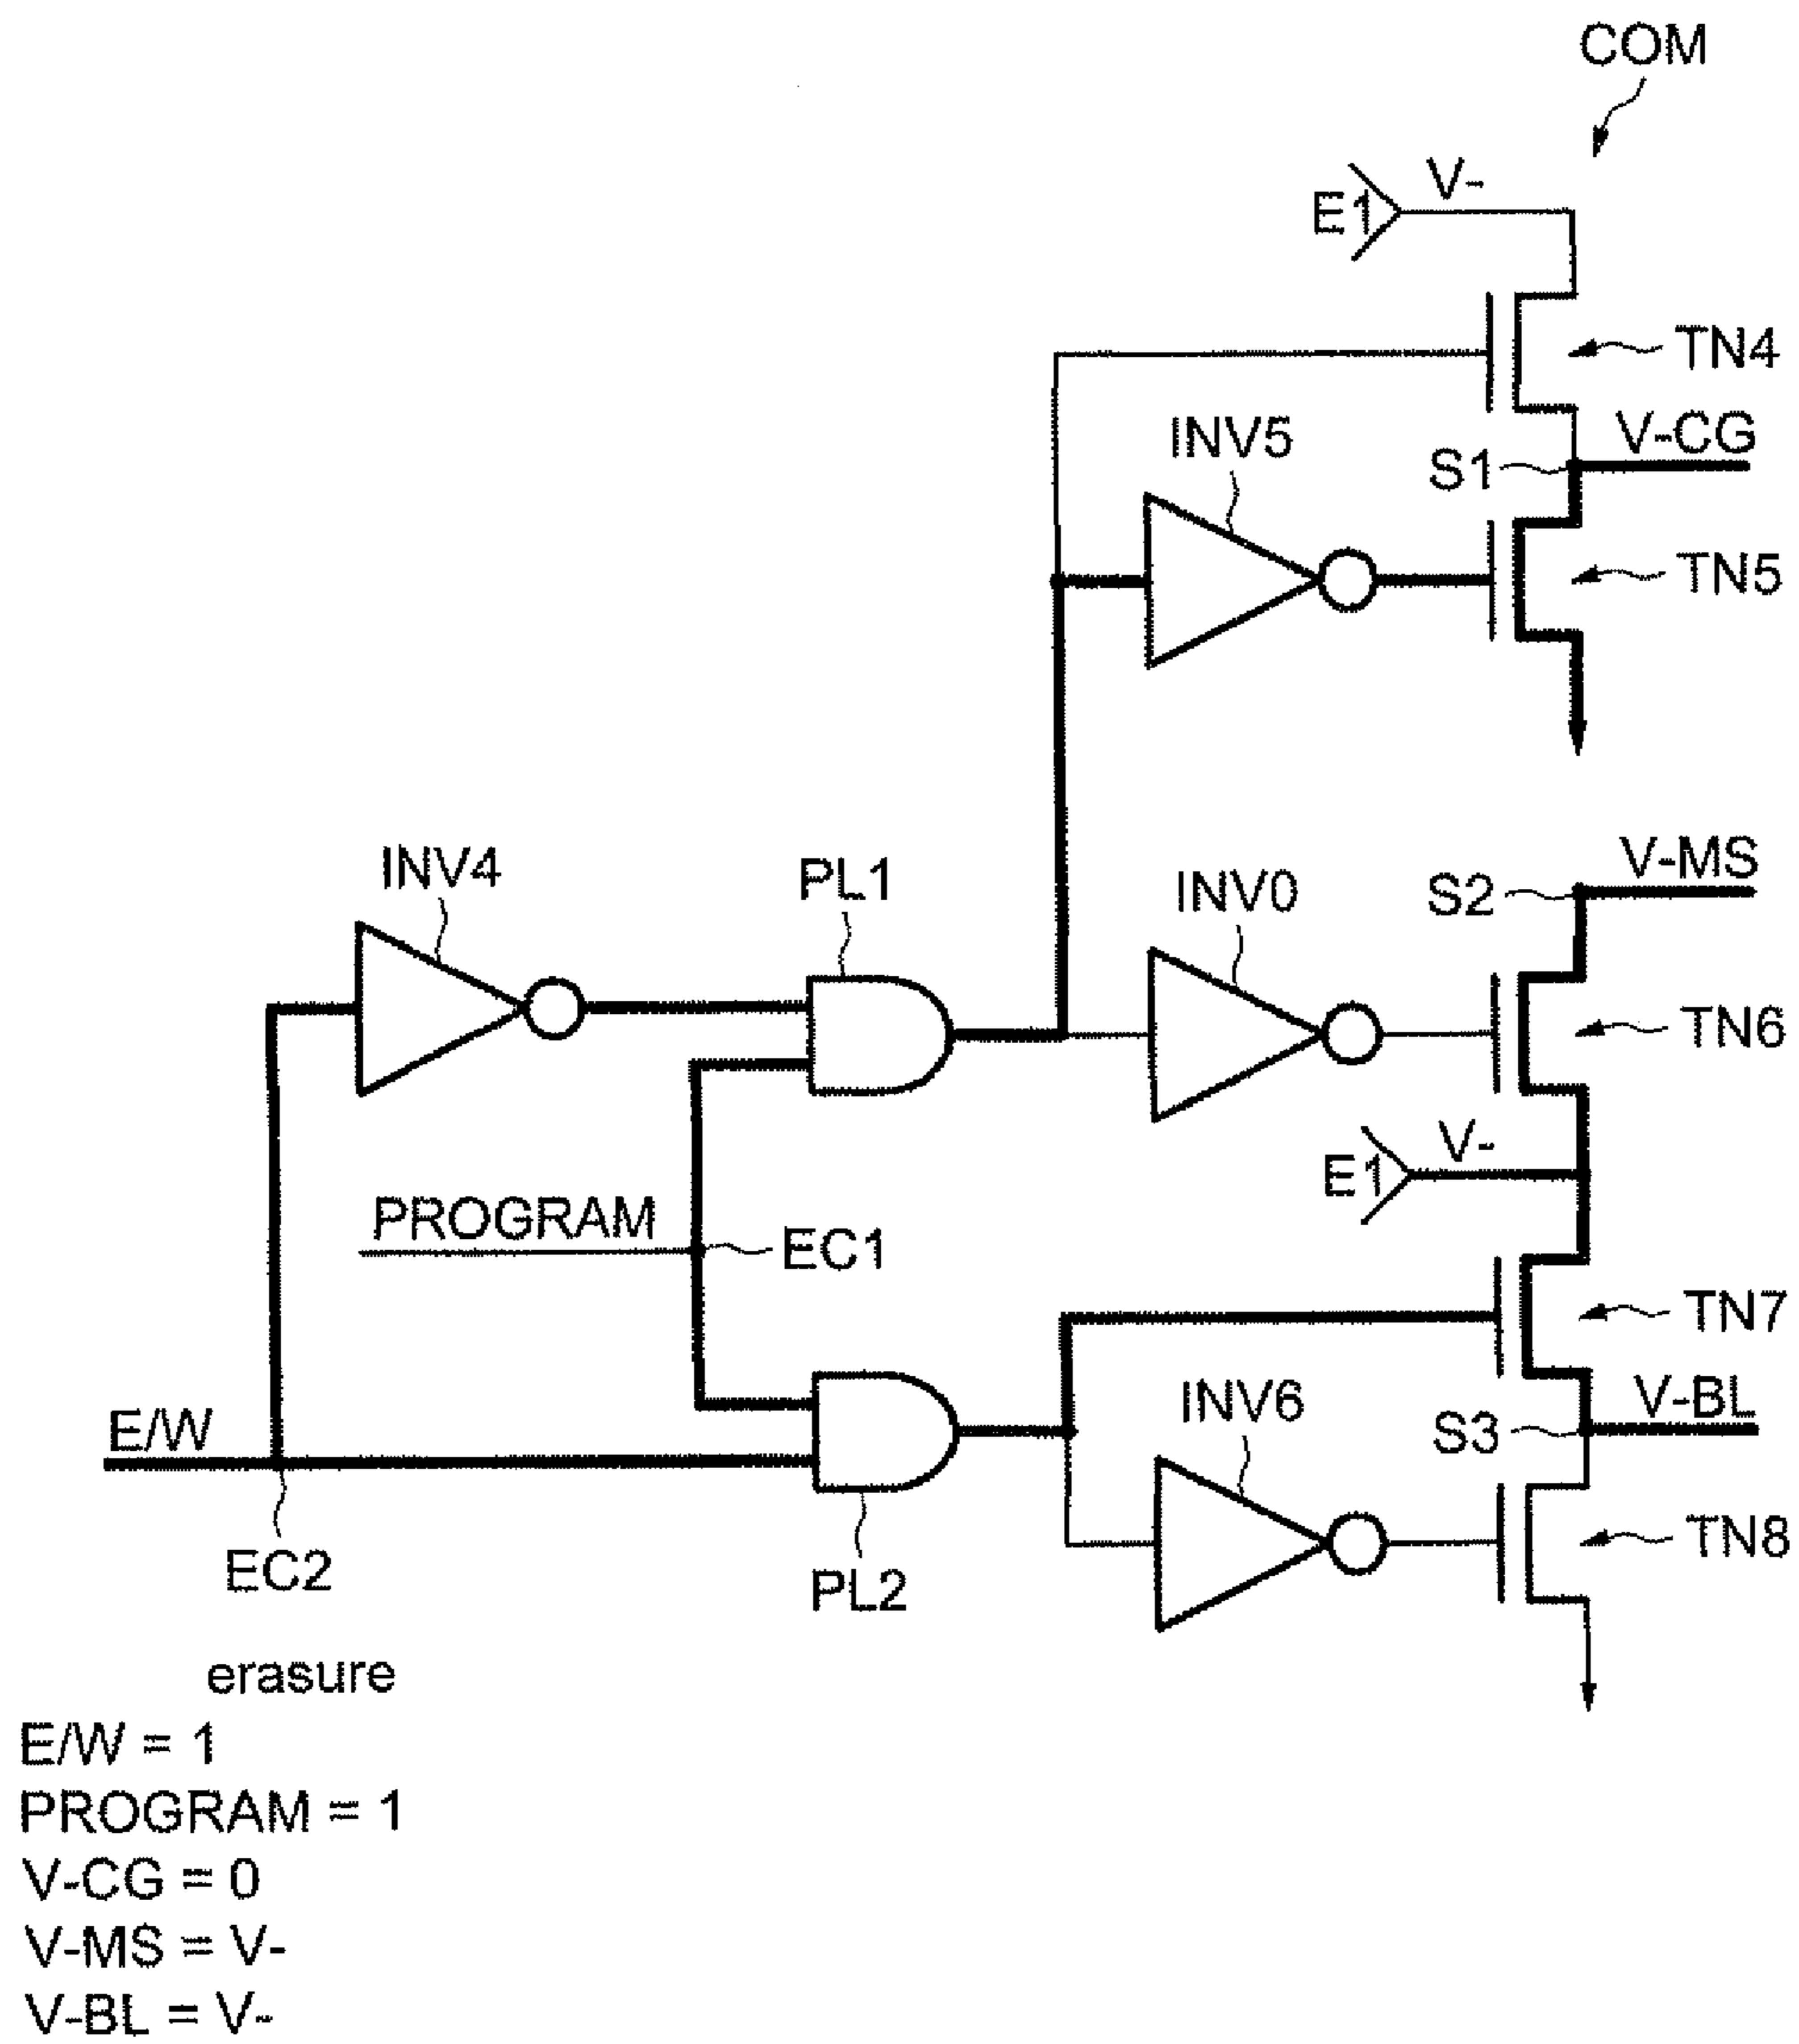 COM
V-
E1
TN4
INV5
V-CG
S1
TN5
INV4
PL1
INV0
V-MS
S2
TN6
V-
E1
PROGRAM
EC1
TN7
INV6
V-BL
S3
E/W
TN8
EC2
PL2
erasure
E/W = 1
PROGRAM = 1
V-CG = 0
V-MS = V-
V-BL = V-